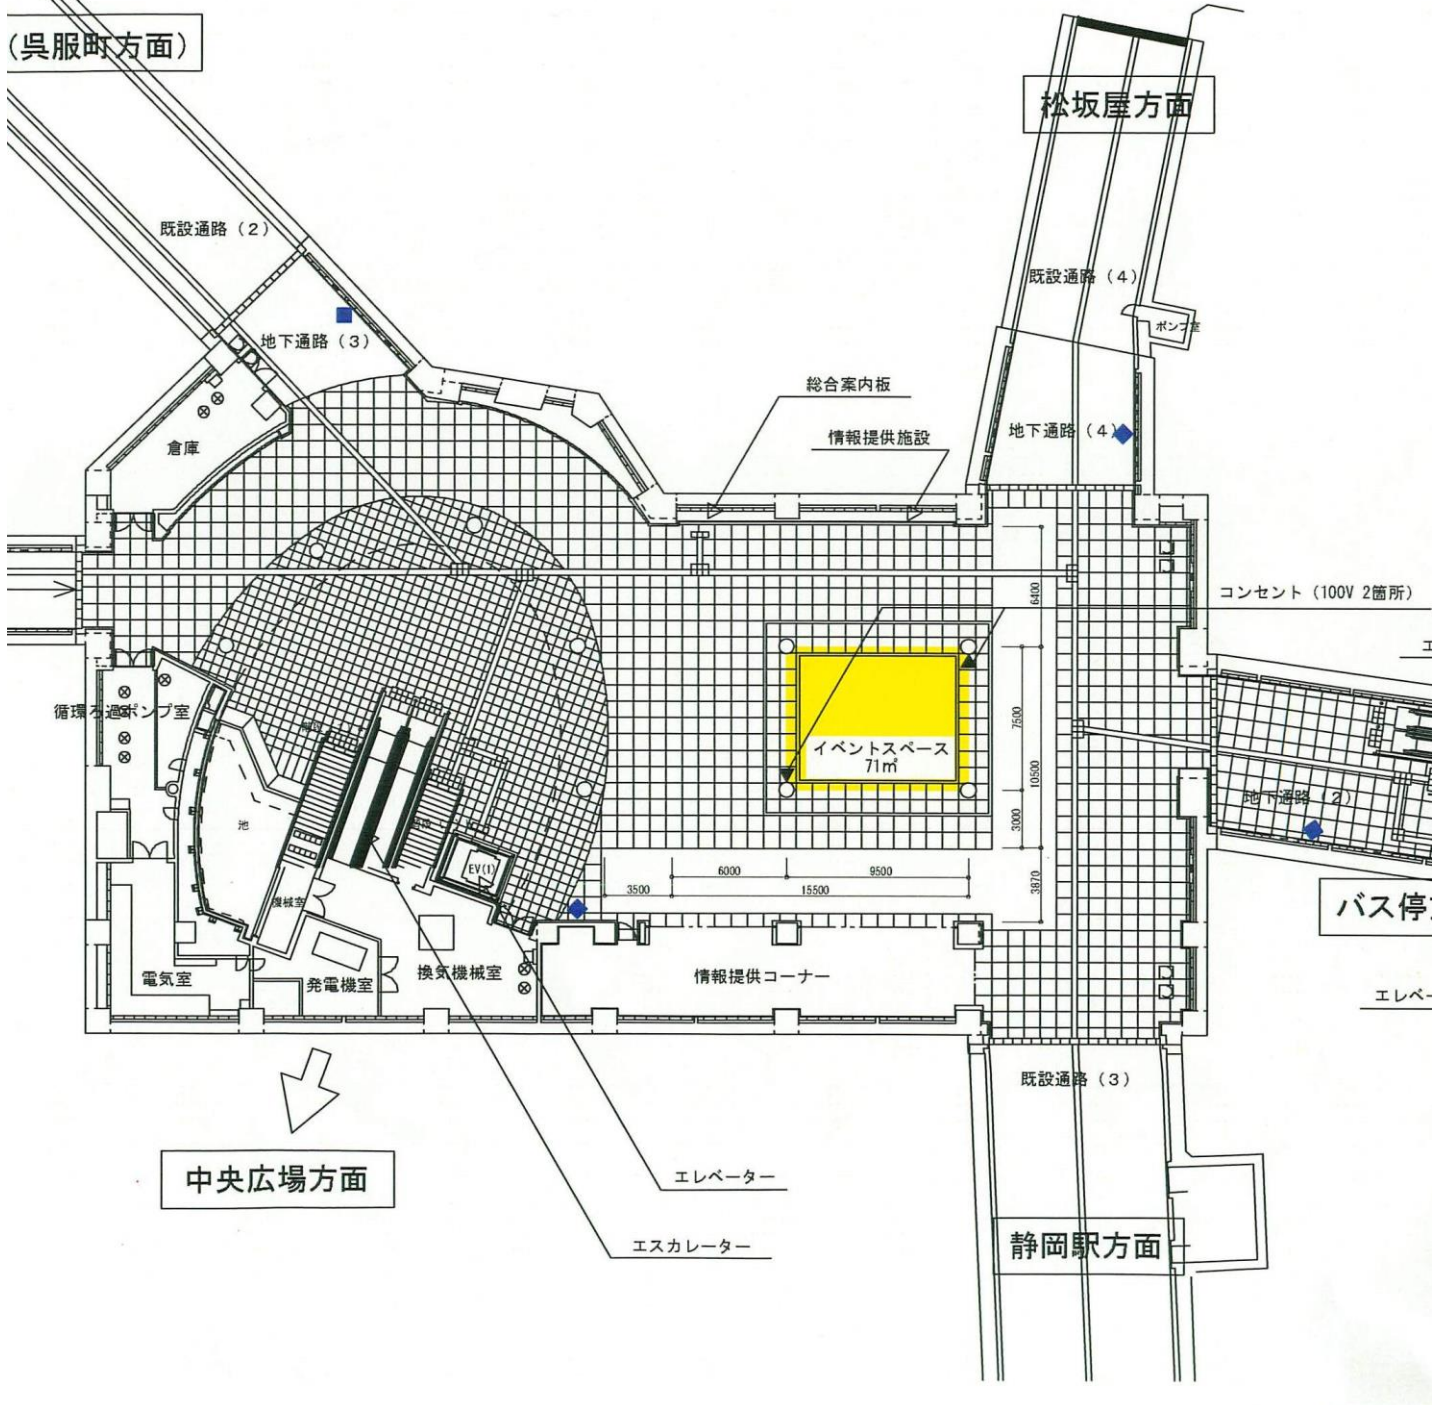 （呉服町方面）
松坂屋方面
既設通路（２）
地下通路（３）
既設通路（４）
ポンプ室
総合案内板
情報提供施設
地下通路（４）
倉庫
コンセント（100V 2箇所）
6400
エ
循環ろ過ポンプ室
7500
イベントスペース
71㎡
10500
地下通路（２）
3000
池
階段
EV(1)
6000
9500
3500
15500
3870
バス停
機械室
電気室
発電機室
換気機械室
情報提供コーナー
エレベー
既設通路（３）
中央広場方面
エレベーター
エスカレーター
静岡駅方面